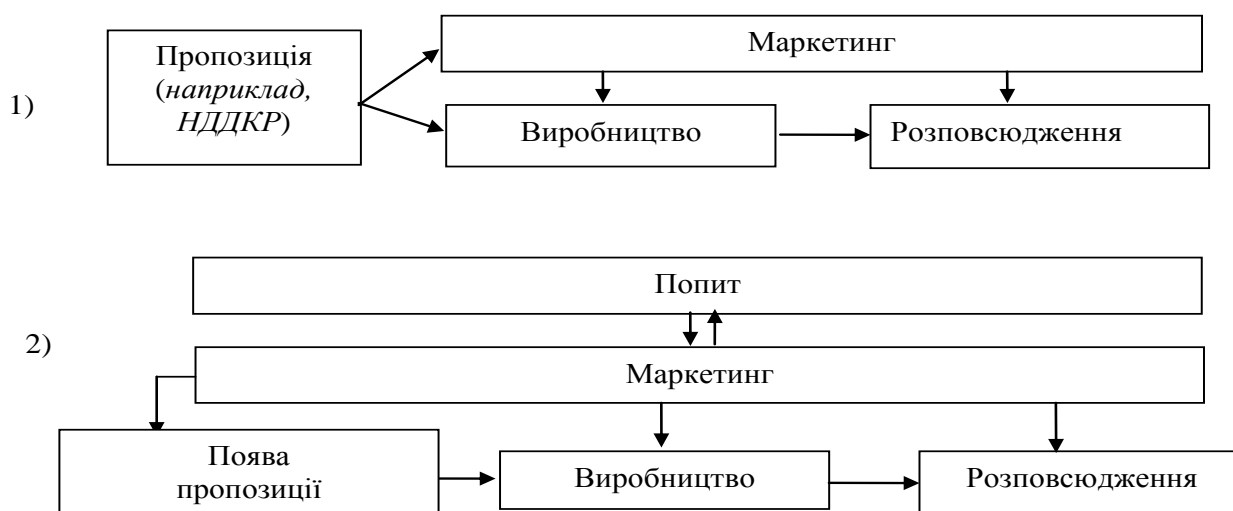 1)
Пропозиція
(наприклад,
НДДКР)
Маркетинг
Виробництво
Розповсюдження
2)
Попит
Маркетинг
Поява
пропозиції
Виробництво
Розповсюдження